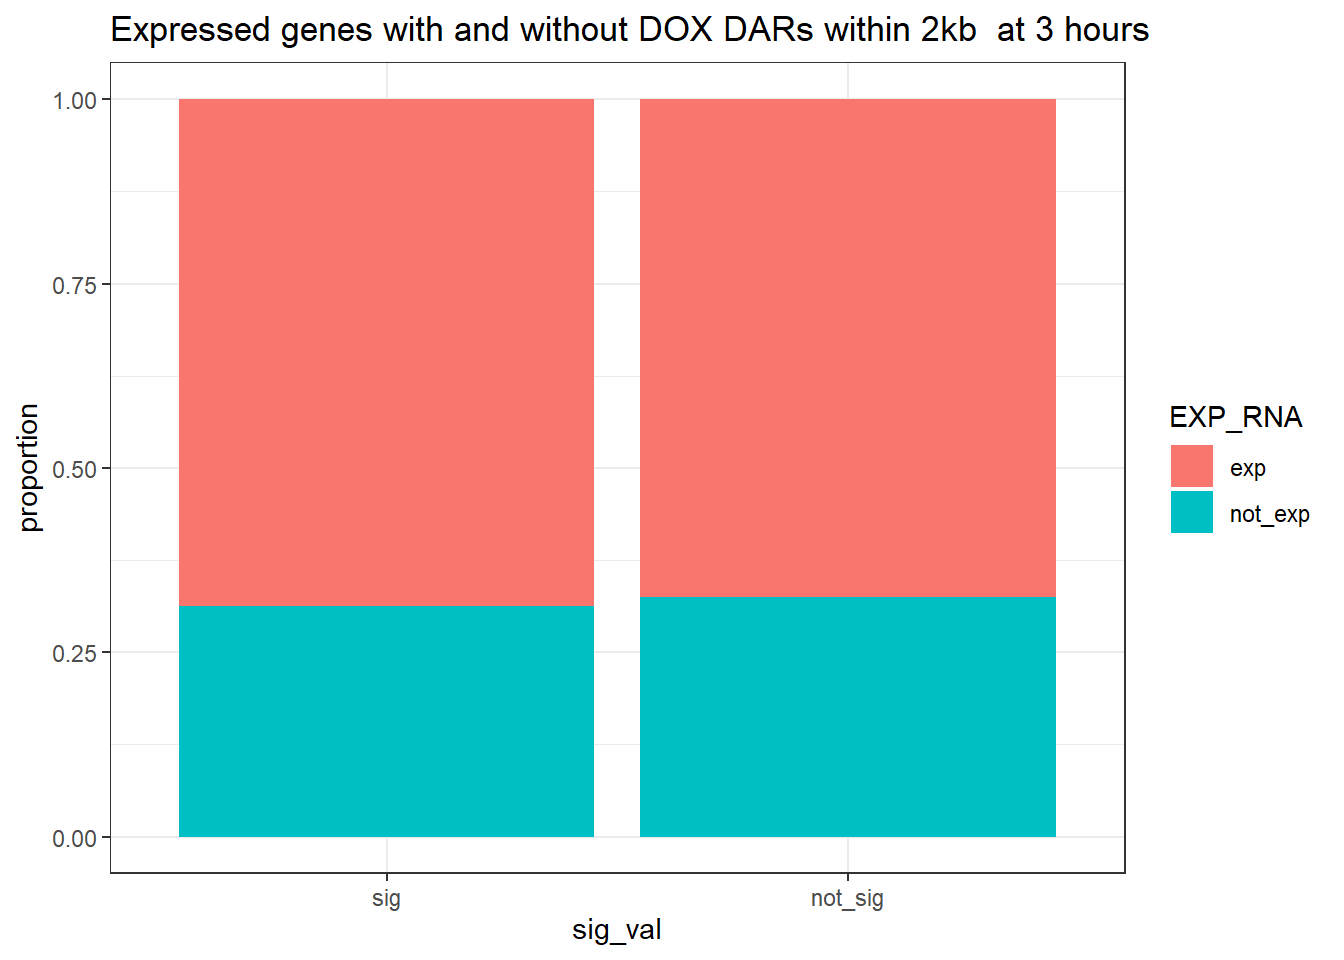 Expressed genes with and without DOX DARs within 2kb  at 3 hours
proportion
1.00
0.75
0.50
0.25
0.00
sig
not_sig
sig_val
EXP_RNA
exp
not_exp